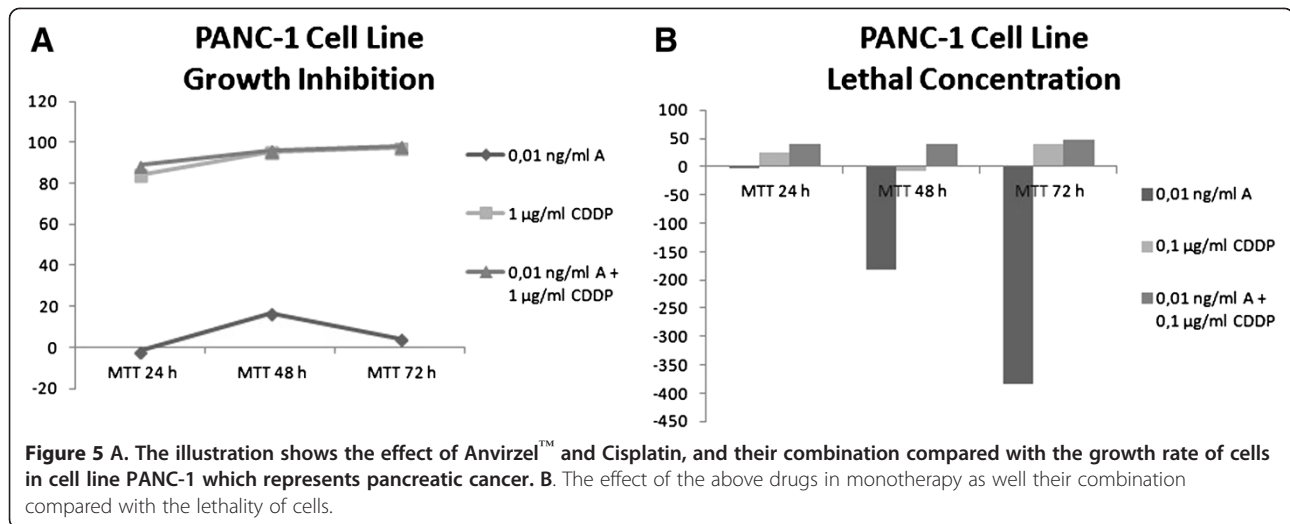 A
PANC-1 Cell Line
Growth Inhibition
120
100
80
60
40
20
0
-20
MTT 24 h
MTT 48 h
MTT 72 h
0,01 ng/ml A
1 µg/ml CDDP
0,01 ng/ml A +
1 µg/ml CDDP
B
PANC-1 Cell Line
Lethal Concentration
100
50
0
-50
-100
-150
-200
-250
-300
-350
-400
-450
MTT 24 h
MTT 48 h
MTT 72 h
0,01 ng/ml A
0,1 µg/ml CDDP
0,01 ng/ml A +
0,1 µg/ml CDDP
Figure 5 A. The illustration shows the effect of Anvirzel™ and Cisplatin, and their combination compared with the growth rate of cells
in cell line PANC-1 which represents pancreatic cancer. B. The effect of the above drugs in monotherapy as well their combination
compared with the lethality of cells.